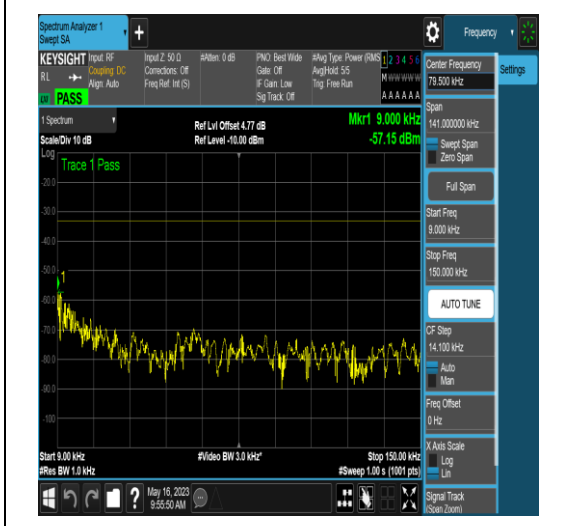 Spectrum Analyzer 1
Swept SA
+
Frequency
KEYSIGHT
RL
PASS
Input: RF
Coupling: DC
Align: Auto
Input Z: 50 Ω
Corrections: Off
Freq Ref: Int (S)
#Atten: 0 dB
PNO: Best Wide
Gate: Off
IF Gain: Low
Sig Track: Off
#Avg Type: Power (RMS
Avg|Hold: 5/5
Trig: Free Run
1 2 3 4 5 6
M W W W W W
A A A A A A
1 Spectrum
Scale/Div 10 dB
Ref Lvl Offset 4.77 dB
Ref Level -10.00 dBm
Mkr1 9.000 kHz
-57.15 dBm
Log
Trace 1 Pass
-20.0
-30.0
-40.0
-50.0
-60.0
-70.0
-80.0
-90.0
-100
1
Start 9.00 kHz
#Res BW 1.0 kHz
#Video BW 3.0 kHz*
Stop 150.00 kHz
#Sweep 1.00 s (1001 pts)
May 16, 2023
9:55:50 AM
?
Center Frequency
79.500 kHz
Span
141.000000 kHz
Swept Span
Zero Span
Full Span
Start Freq
9.000 kHz
Stop Freq
150.000 kHz
AUTO TUNE
CF Step
14.100 kHz
Auto
Man
Freq Offset
0 Hz
X Axis Scale
Log
Lin
Signal Track
(Span Zoom)
Settings